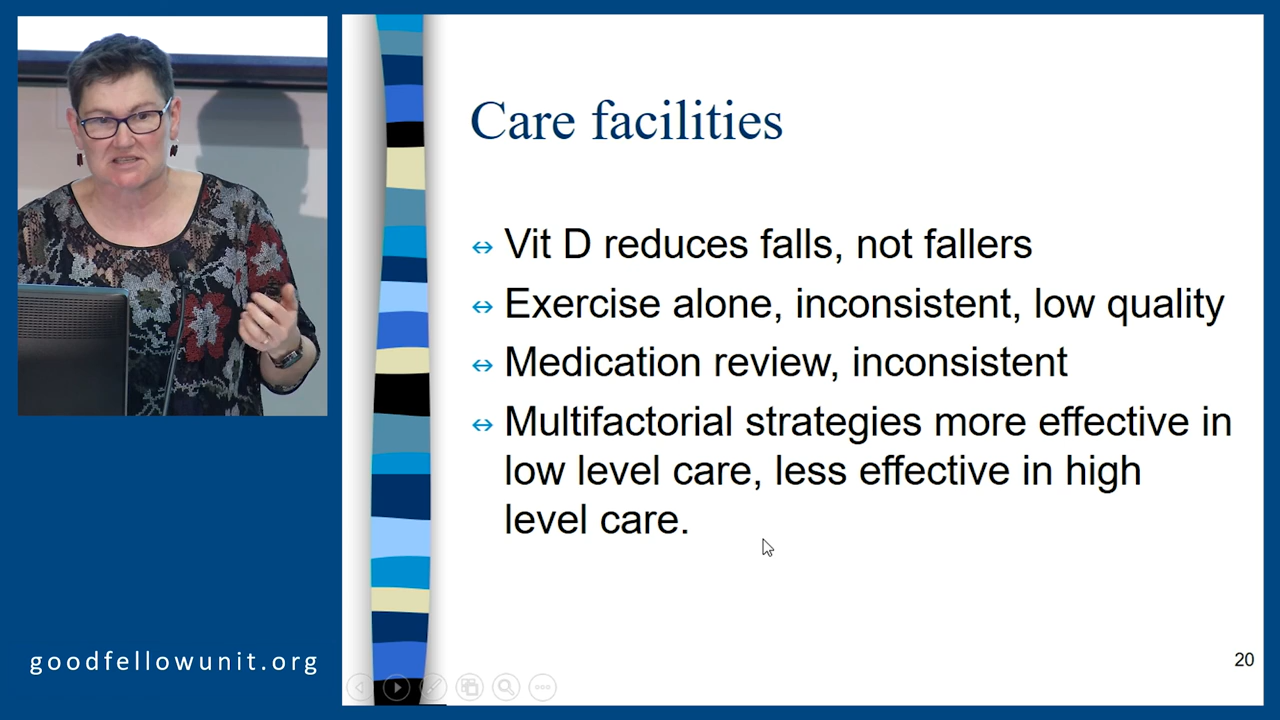 Care facilities
Vit D reduces falls, not fallers
Exercise alone, inconsistent, low quality
Medication review, inconsistent
Multifactorial strategies more effective in
low level care, less effective in high
level care.
goodfellowunit.org
20